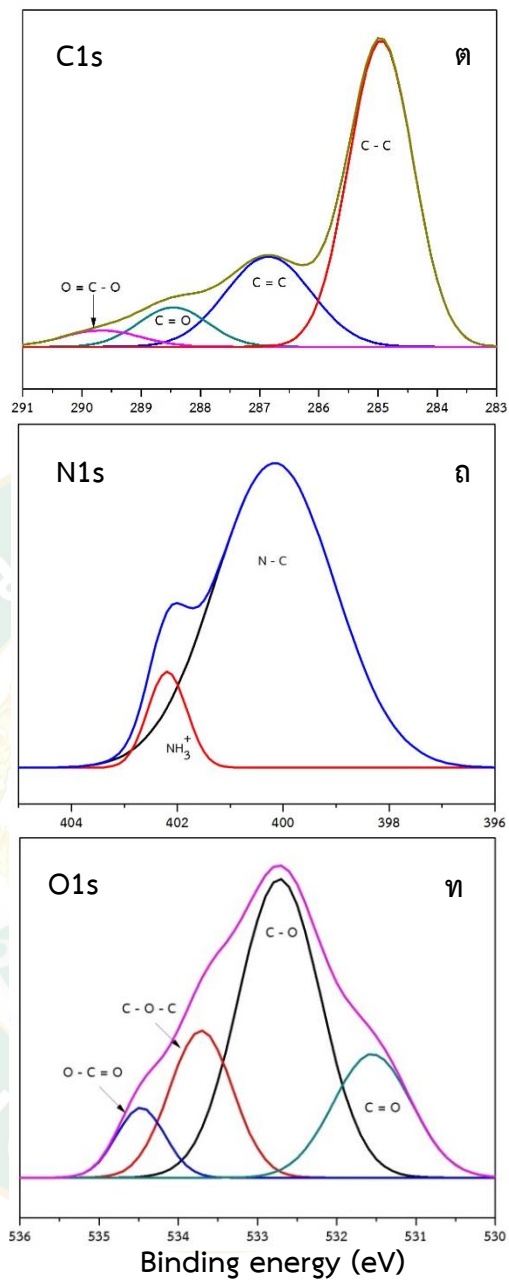 C1s ต
C - C
C = C
O = C - O
C = O
291 290 289 288 287 286 285 284 283
N1s ถ
N - C
NH3+
404 402 400 398 396
O1s ท
C - O
C - O - C
O - C = O
C = O
536 535 534 533 532 531 530
Binding energy (eV)